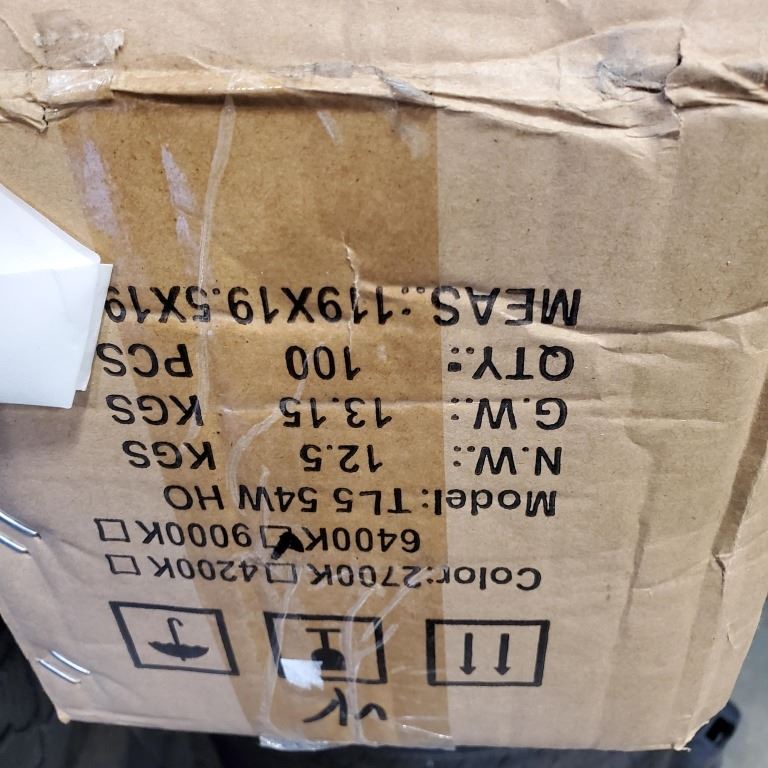 Color:2700K☐4200K☐
6400K☑9000K☐
Model:TL5 54W HO
N.W.: 12.5 KGS
G.W.: 13.15 KGS
QTY.: 100 PCS
MEAS.:119X19.5X19